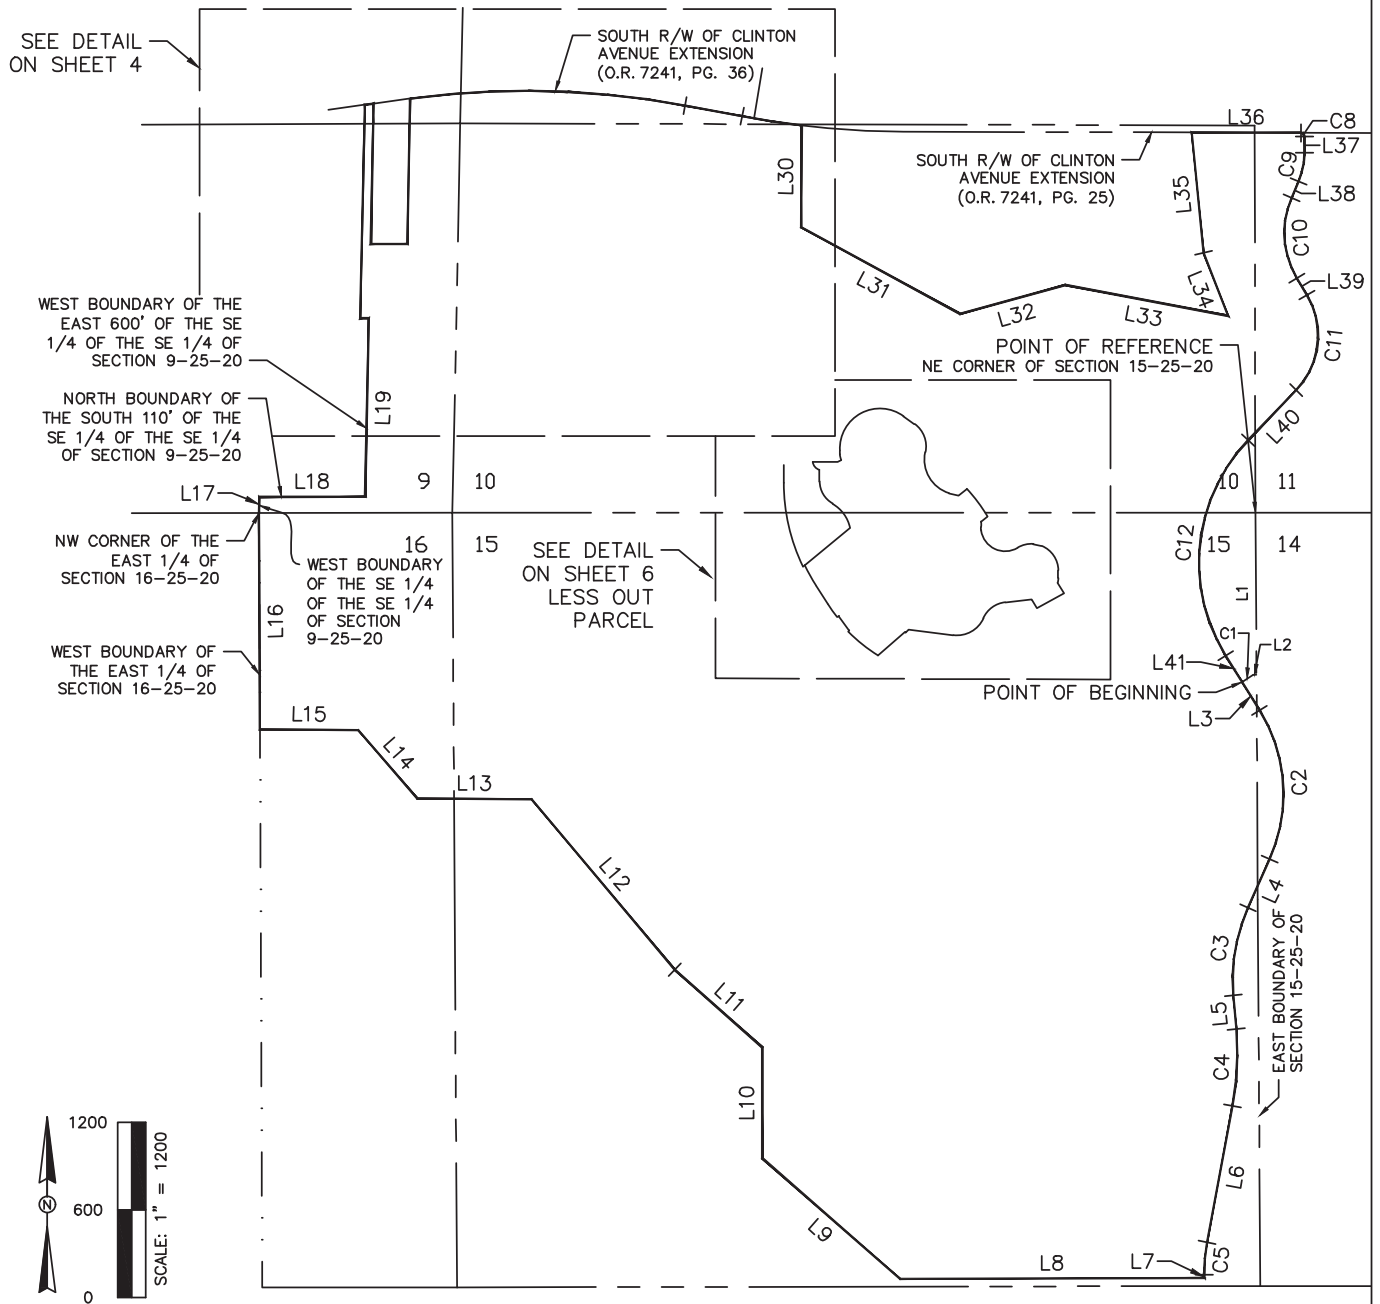 SEE DETAIL
ON SHEET 4
SOUTH R/W OF CLINTON
AVENUE EXTENSION
(O.R. 7241, PG. 36)
L36
C8
L37
C9
L38
SOUTH R/W OF CLINTON
AVENUE EXTENSION
(O.R. 7241, PG. 25)
L30
L35
C10
L39
L31
L32
L33
L34
C11
WEST BOUNDARY OF THE
EAST 600' OF THE SE
1/4 OF THE SE 1/4 OF
SECTION 9-25-20
POINT OF REFERENCE
NE CORNER OF SECTION 15-25-20
NORTH BOUNDARY OF
THE SOUTH 110' OF THE
SE 1/4 OF THE SE 1/4
OF SECTION 9-25-20
L19
L40
L17
L18
9
10
10
11
NW CORNER OF THE
EAST 1/4 OF
SECTION 16-25-20
16
15
15
14
WEST BOUNDARY
OF THE SE 1/4
OF THE SE 1/4
OF SECTION
9-25-20
SEE DETAIL
ON SHEET 6
LESS OUT
PARCEL
C12
L1
L16
C1
L2
WEST BOUNDARY OF
THE EAST 1/4 OF
SECTION 16-25-20
L41
POINT OF BEGINNING
L3
L15
L14
L13
C2
L12
L4
C3
EAST BOUNDARY OF
SECTION 15-25-20
L11
L5
C4
L10
L6
L9
L8
L7
C5
1200
600
0
N
SCALE: 1" = 1200